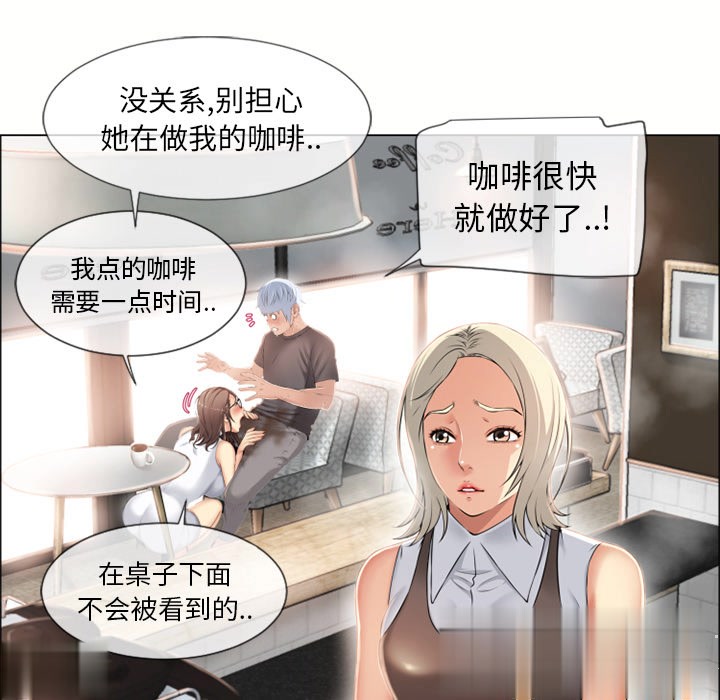 没关系,别担心
她在做我的咖啡..
咖啡很快
就做好了..!
我点的咖啡
需要一点时间..
在桌子下面
不会被看到的..